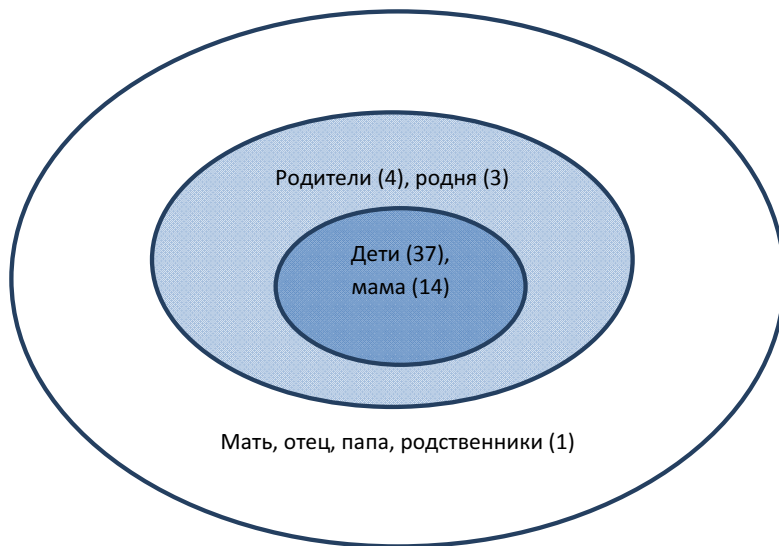 Родители (4), родня (3)
Дети (37),
мама (14)
Мать, отец, папа, родственники (1)